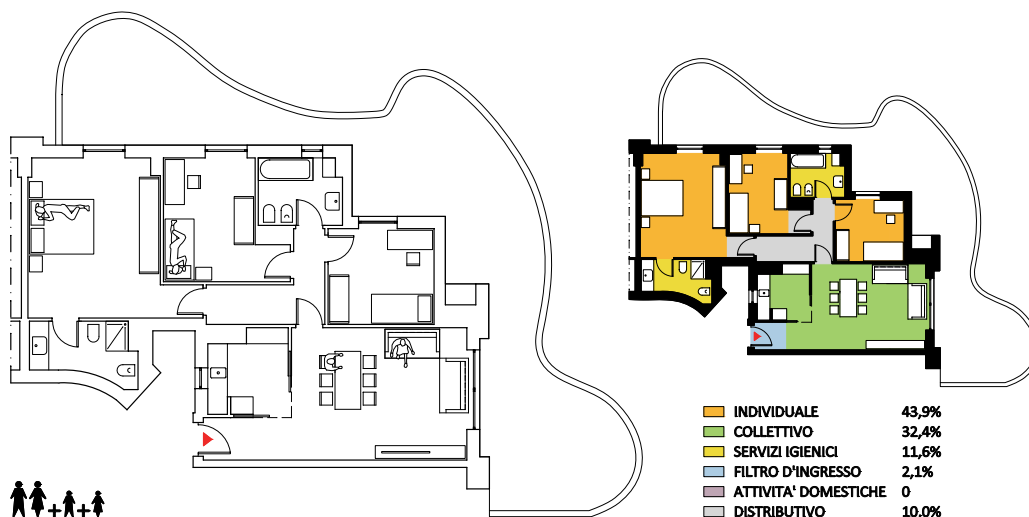 INDIVIDUALE 43,9%
COLLETTIVO 32,4%
SERVIZI IGIENICI 11,6%
FILTRO D'INGRESSO 2,1%
ATTIVITA' DOMESTICHE 0
DISTRIBUTIVO 10,0%
+ +